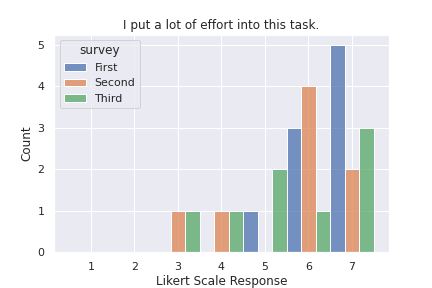 I put a lot of effort into this task.
survey
First
Second
Third
Count
5
4
3
2
1
0
1 2 3 4 5 6 7
Likert Scale Response